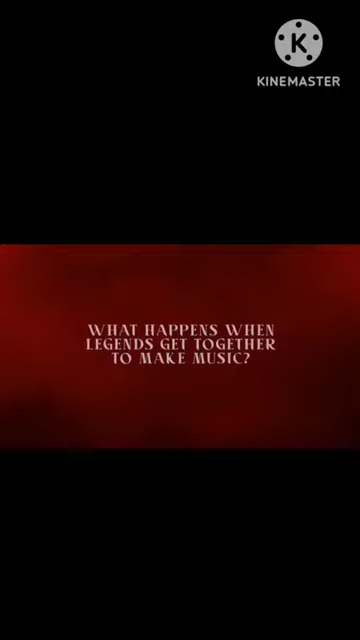 K
KINEMASTER
WHAT HAPPENS WHEN
LEGENDS GET TOGETHER
TO MAKE MUSIC?